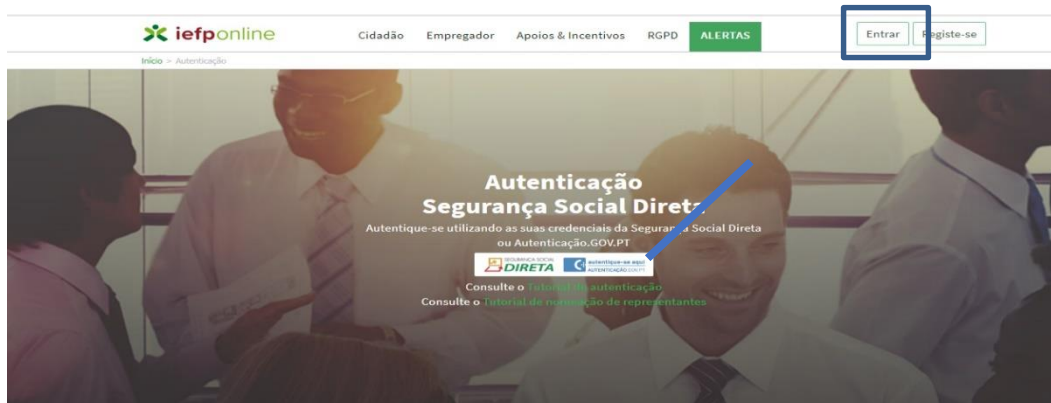 iefponline
Cidadão Empregador Apoios & Incentivos RGPD ALERTAS Entrar Registe-se
Início > Autenticação
Autenticação
Segurança Social Direta
Autentique-se utilizando as suas credenciais da Segurança Social Direta
ou Autenticação.GOV.PT
SEGURANÇA SOCIAL
DIRETA
autentique-se aqui
AUTENTICAÇÃO.GOV.PT
Consulte o Tutorial de autenticação
Consulte o Tutorial de nomeação de representantes